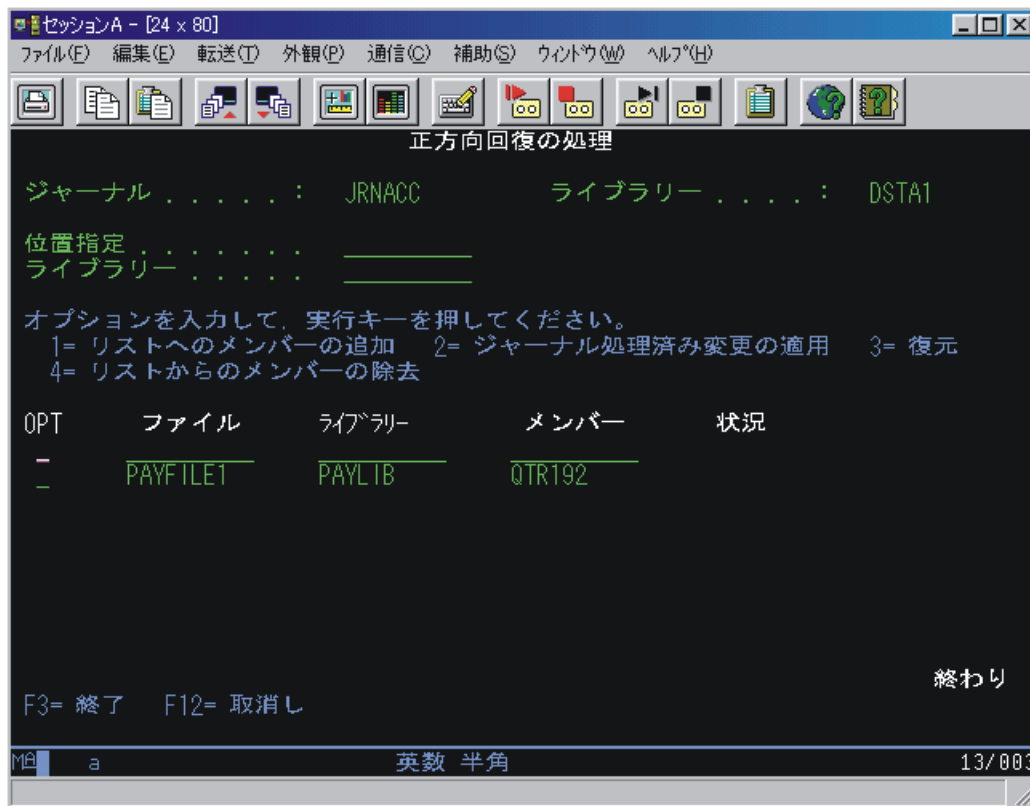 セッションA - [24 x 80]
ファイル(F) 編集(E) 転送(T) 外観(P) 通信(C) 補助(S) ウィンドウ(W) ヘルプ(H)
正方向回復の処理
ジャーナル . . . . . : JRNACC ライブラリー . . . . : DSTA1
位置指定 . . . . . . .
ライブラリー . . . . .
オプションを入力して、実行キーを押してください。
1= リストへのメンバーの追加 2= ジャーナル処理済み変更の適用 3= 復元
4= リストからのメンバーの除去
OPT ファイル ライブラリー メンバー 状況
PAYFILE1 PAYLIB QTR192
終わり
F3= 終了 F12= 取消し
MA a 英数 半角 13/003